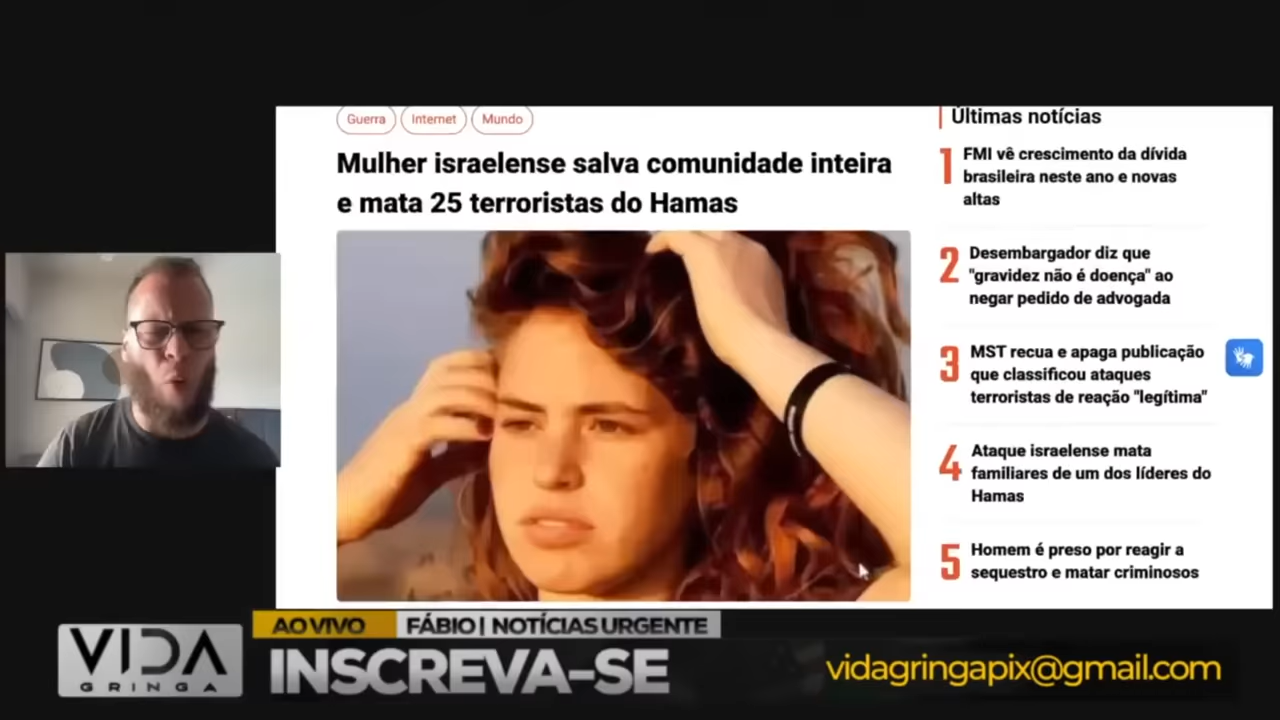 Guerra
Internet
Mundo
Mulher israelense salva comunidade inteira
e mata 25 terroristas do Hamas
Últimas notícias
1
FMI vê crescimento da dívida
brasileira neste ano e novas
altas
2
Desembargador diz que
"gravidez não é doença" ao
negar pedido de advogada
3
MST recua e apaga publicação
que classificou ataques
terroristas de reação "legítima"
4
Ataque israelense mata
familiares de um dos líderes do
Hamas
5
Homem é preso por reagir a
sequestro e matar criminosos
VIDA
GRINGA
AO VIVO
FÁBIO | NOTÍCIAS URGENTE
INSCREVA-SE
vidagringapix@gmail.com